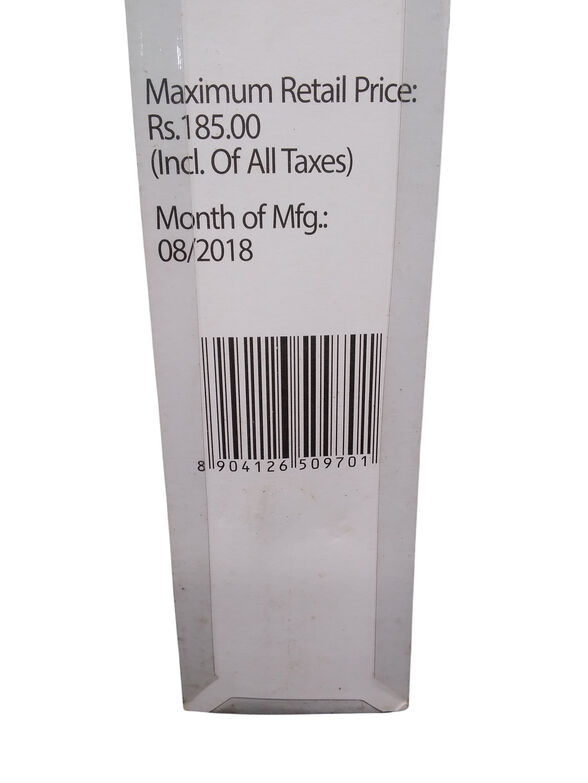 Maximum Retail Price:
Rs.185.00
(Incl. Of All Taxes)
Month of Mfg.:
08/2018
8 904126 509701